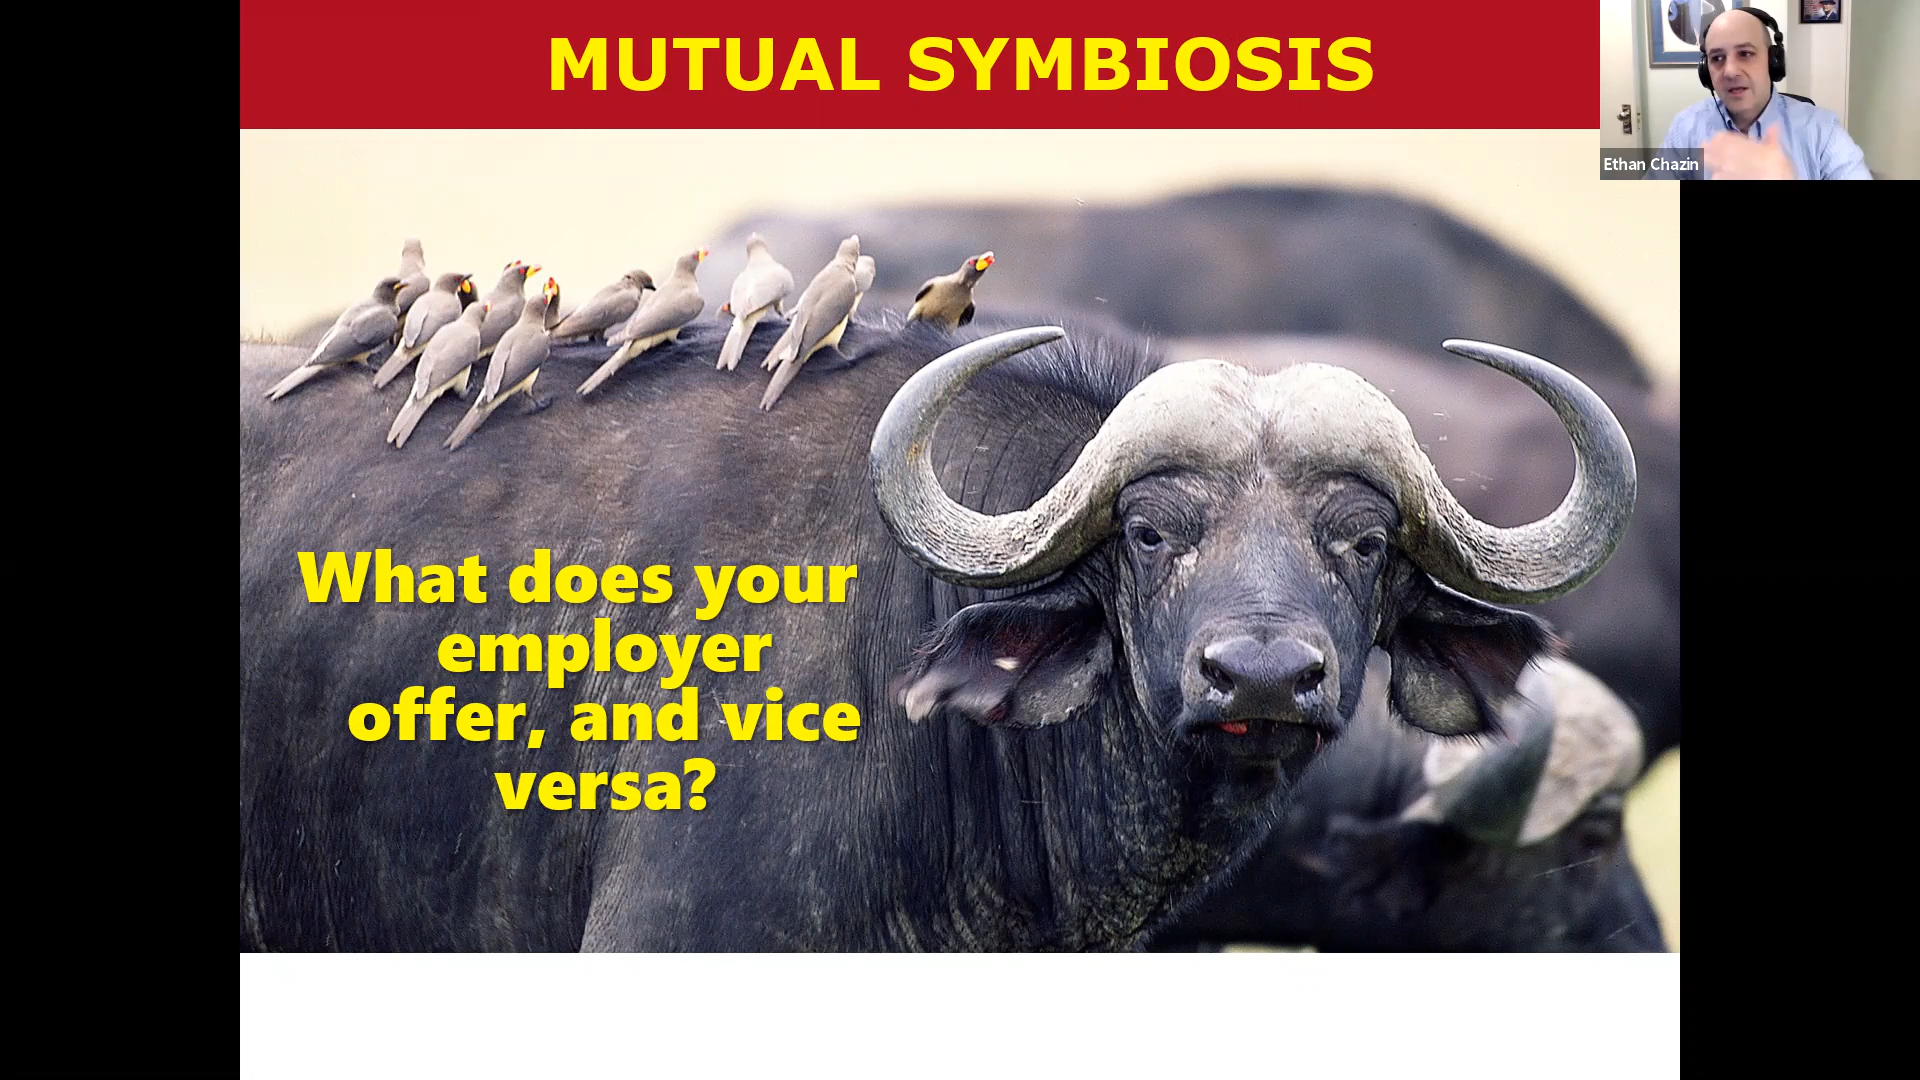 MUTUAL SYMBIOSIS
Ethan Chazin
What does your
employer
offer, and vice
versa?